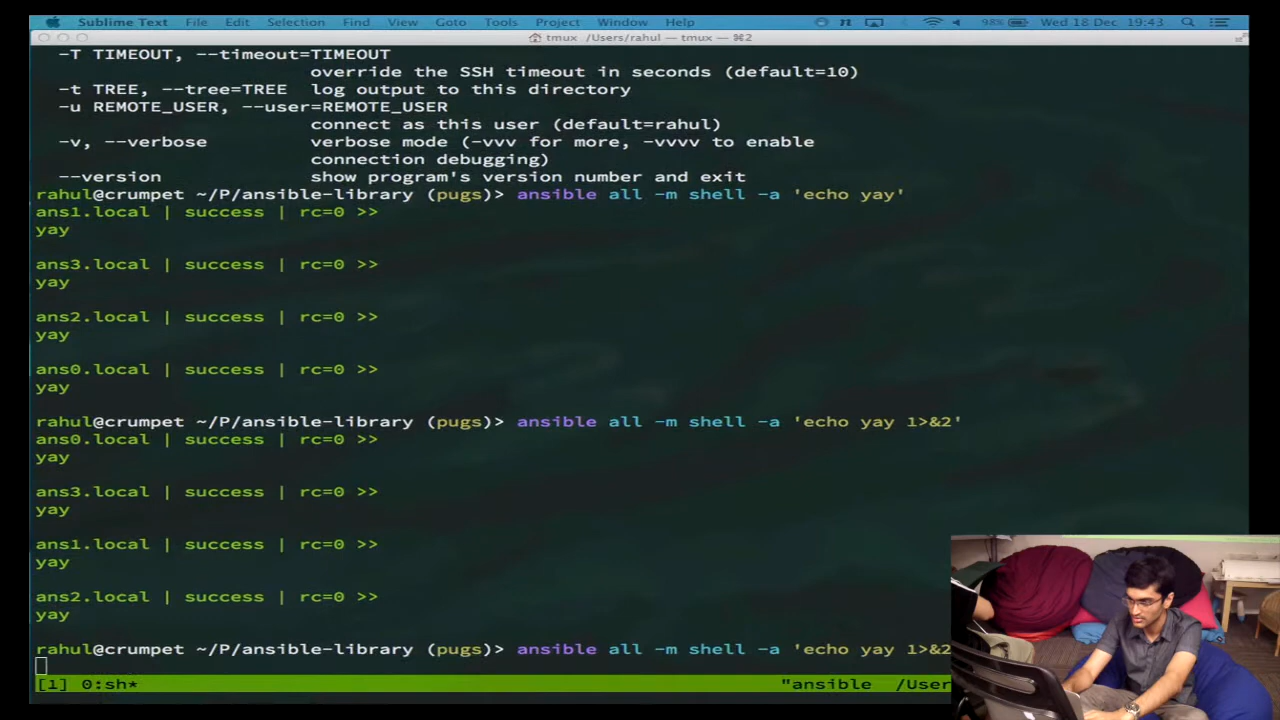 Sublime Text File Edit Selection Find View Goto Tools Project Window Help 98% Wed 18 Dec 19:43
tmux /Users/rahul — tmux — ⌘2
-T TIMEOUT, --timeout=TIMEOUT
override the SSH timeout in seconds (default=10)
-t TREE, --tree=TREE log output to this directory
-u REMOTE_USER, --user=REMOTE_USER
connect as this user (default=rahul)
-v, --verbose verbose mode (-vvv for more, -vvvv to enable
connection debugging)
--version show program's version number and exit
rahul@crumpet ~/P/ansible-library (pugs)> ansible all -m shell -a 'echo yay'
ans1.local | success | rc=0 >>
yay
ans3.local | success | rc=0 >>
yay
ans2.local | success | rc=0 >>
yay
ans0.local | success | rc=0 >>
yay
rahul@crumpet ~/P/ansible-library (pugs)> ansible all -m shell -a 'echo yay 1>&2'
ans0.local | success | rc=0 >>
yay
ans3.local | success | rc=0 >>
yay
ans1.local | success | rc=0 >>
yay
ans2.local | success | rc=0 >>
yay
rahul@crumpet ~/P/ansible-library (pugs)> ansible all -m shell -a 'echo yay 1>&2
[1] 0:sh* "ansible /User